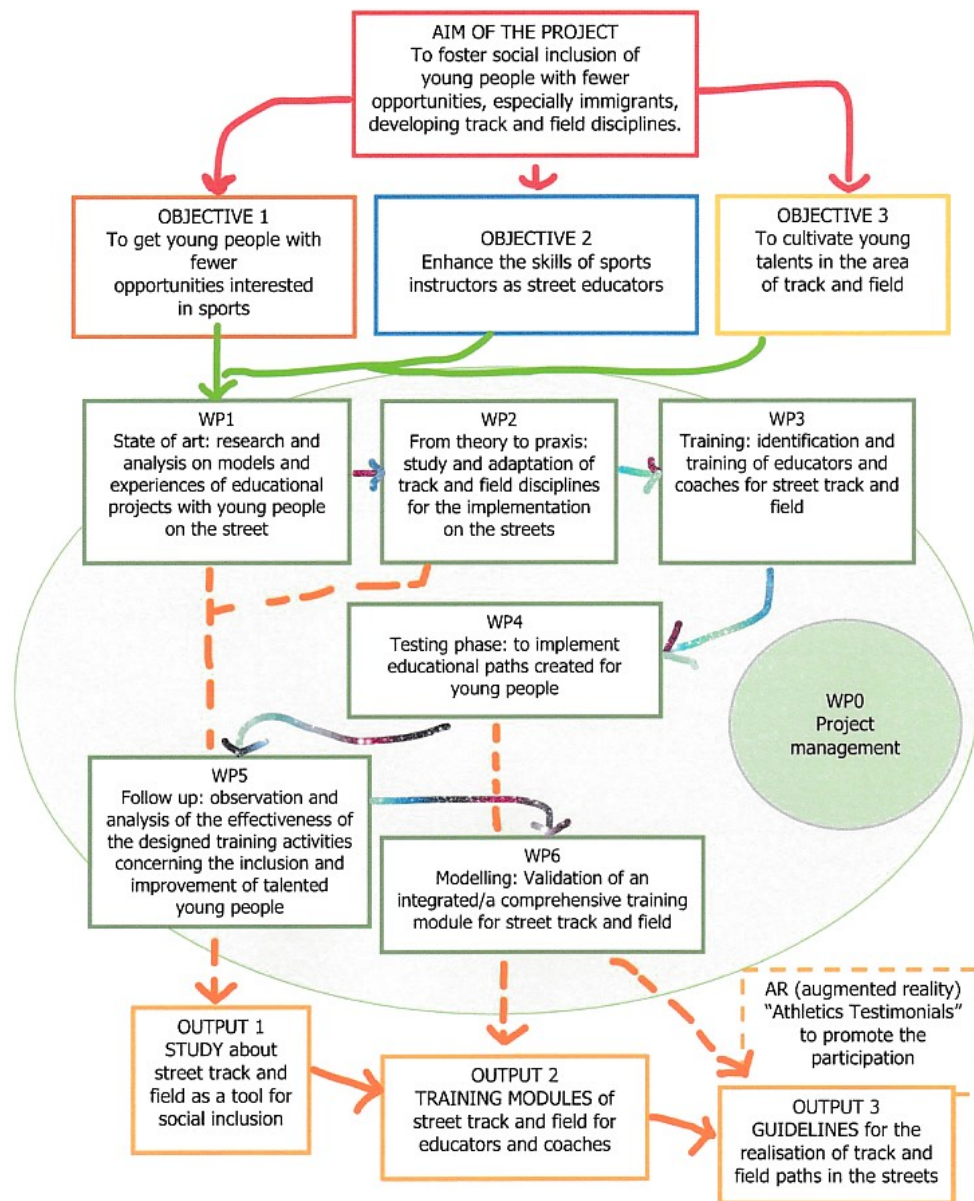 AIM OF THE PROJECT
To foster social inclusion of
young people with fewer
opportunities, especially immigrants,
developing track and field disciplines.
OBJECTIVE 1
To get young people with
fewer
opportunities interested
in sports
OBJECTIVE 2
Enhance the skills of sports
instructors as street educators
OBJECTIVE 3
To cultivate young
talents in the area
of track and field
WP1
State of art: research and
analysis on models and
experiences of educational
projects with young people
on the street
WP2
From theory to praxis:
study and adaptation of
track and field disciplines
for the implementation
on the streets
WP3
Training: identification and
training of educators and
coaches for street track and
field
WP4
Testing phase: to implement
educational paths created for
young people
WP0
Project
management
WP5
Follow up: observation and
analysis of the effectiveness of
the designed training activities
concerning the inclusion and
improvement of talented
young people
WP6
Modelling: Validation of an
integrated/a comprehensive training
module for street track and field
AR (augmented reality)
“Athletics Testimonials”
to promote the
participation
OUTPUT 1
STUDY about
street track and
field as a tool for
social inclusion
OUTPUT 2
TRAINING MODULES of
street track and field for
educators and coaches
OUTPUT 3
GUIDELINES for the
realisation of track and
field paths in the streets